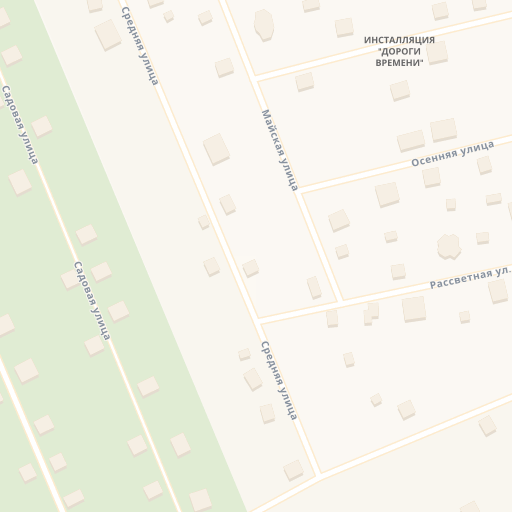 Средняя улица
ИНСТАЛЛЯЦИЯ
"ДОРОГИ
ВРЕМЕНИ"
Садовая улица
Майская улица
Осенняя улица
Садовая улица
Рассветная ул.
Средняя улица